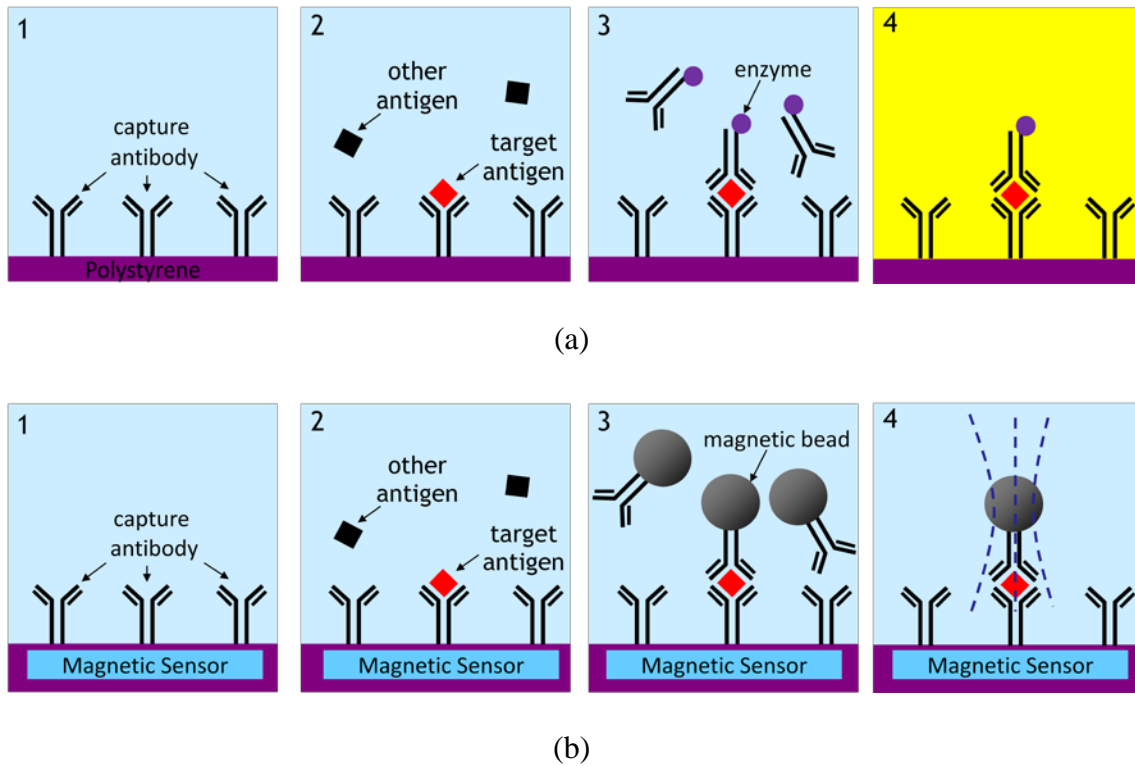 1
capture
antibody
Polystyrene
2
other
antigen
target
antigen
3
enzyme
4
(a)
1
capture
antibody
Magnetic Sensor
2
other
antigen
target
antigen
Magnetic Sensor
3
magnetic bead
Magnetic Sensor
4
Magnetic Sensor
(b)